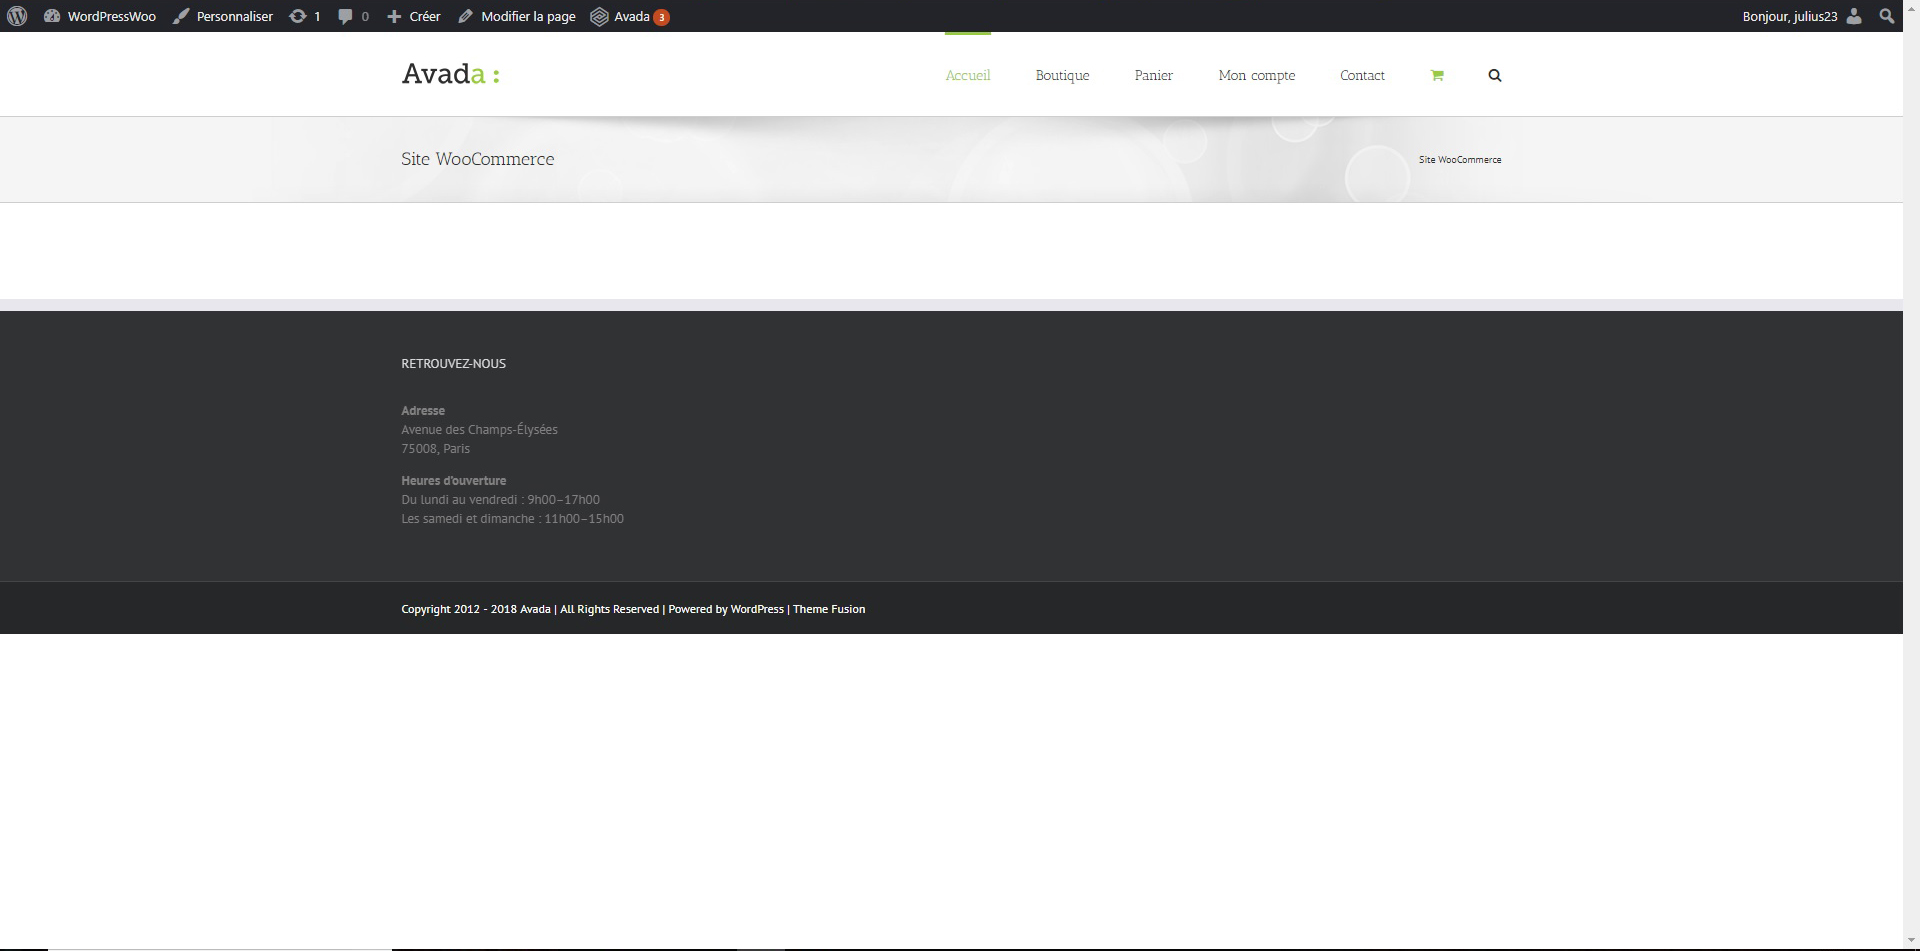 WordPressWoo Personnaliser 1 0 Créer Modifier la page Avada 3 Bonjour, julius23
Avada : Accueil Boutique Panier Mon compte Contact
Site WooCommerce Site WooCommerce
RETROUVEZ-NOUS
Adresse
Avenue des Champs-Élysées
75008, Paris
Heures d'ouverture
Du lundi au vendredi : 9h00–17h00
Les samedi et dimanche : 11h00–15h00
Copyright 2012 - 2018 Avada | All Rights Reserved | Powered by WordPress | Theme Fusion